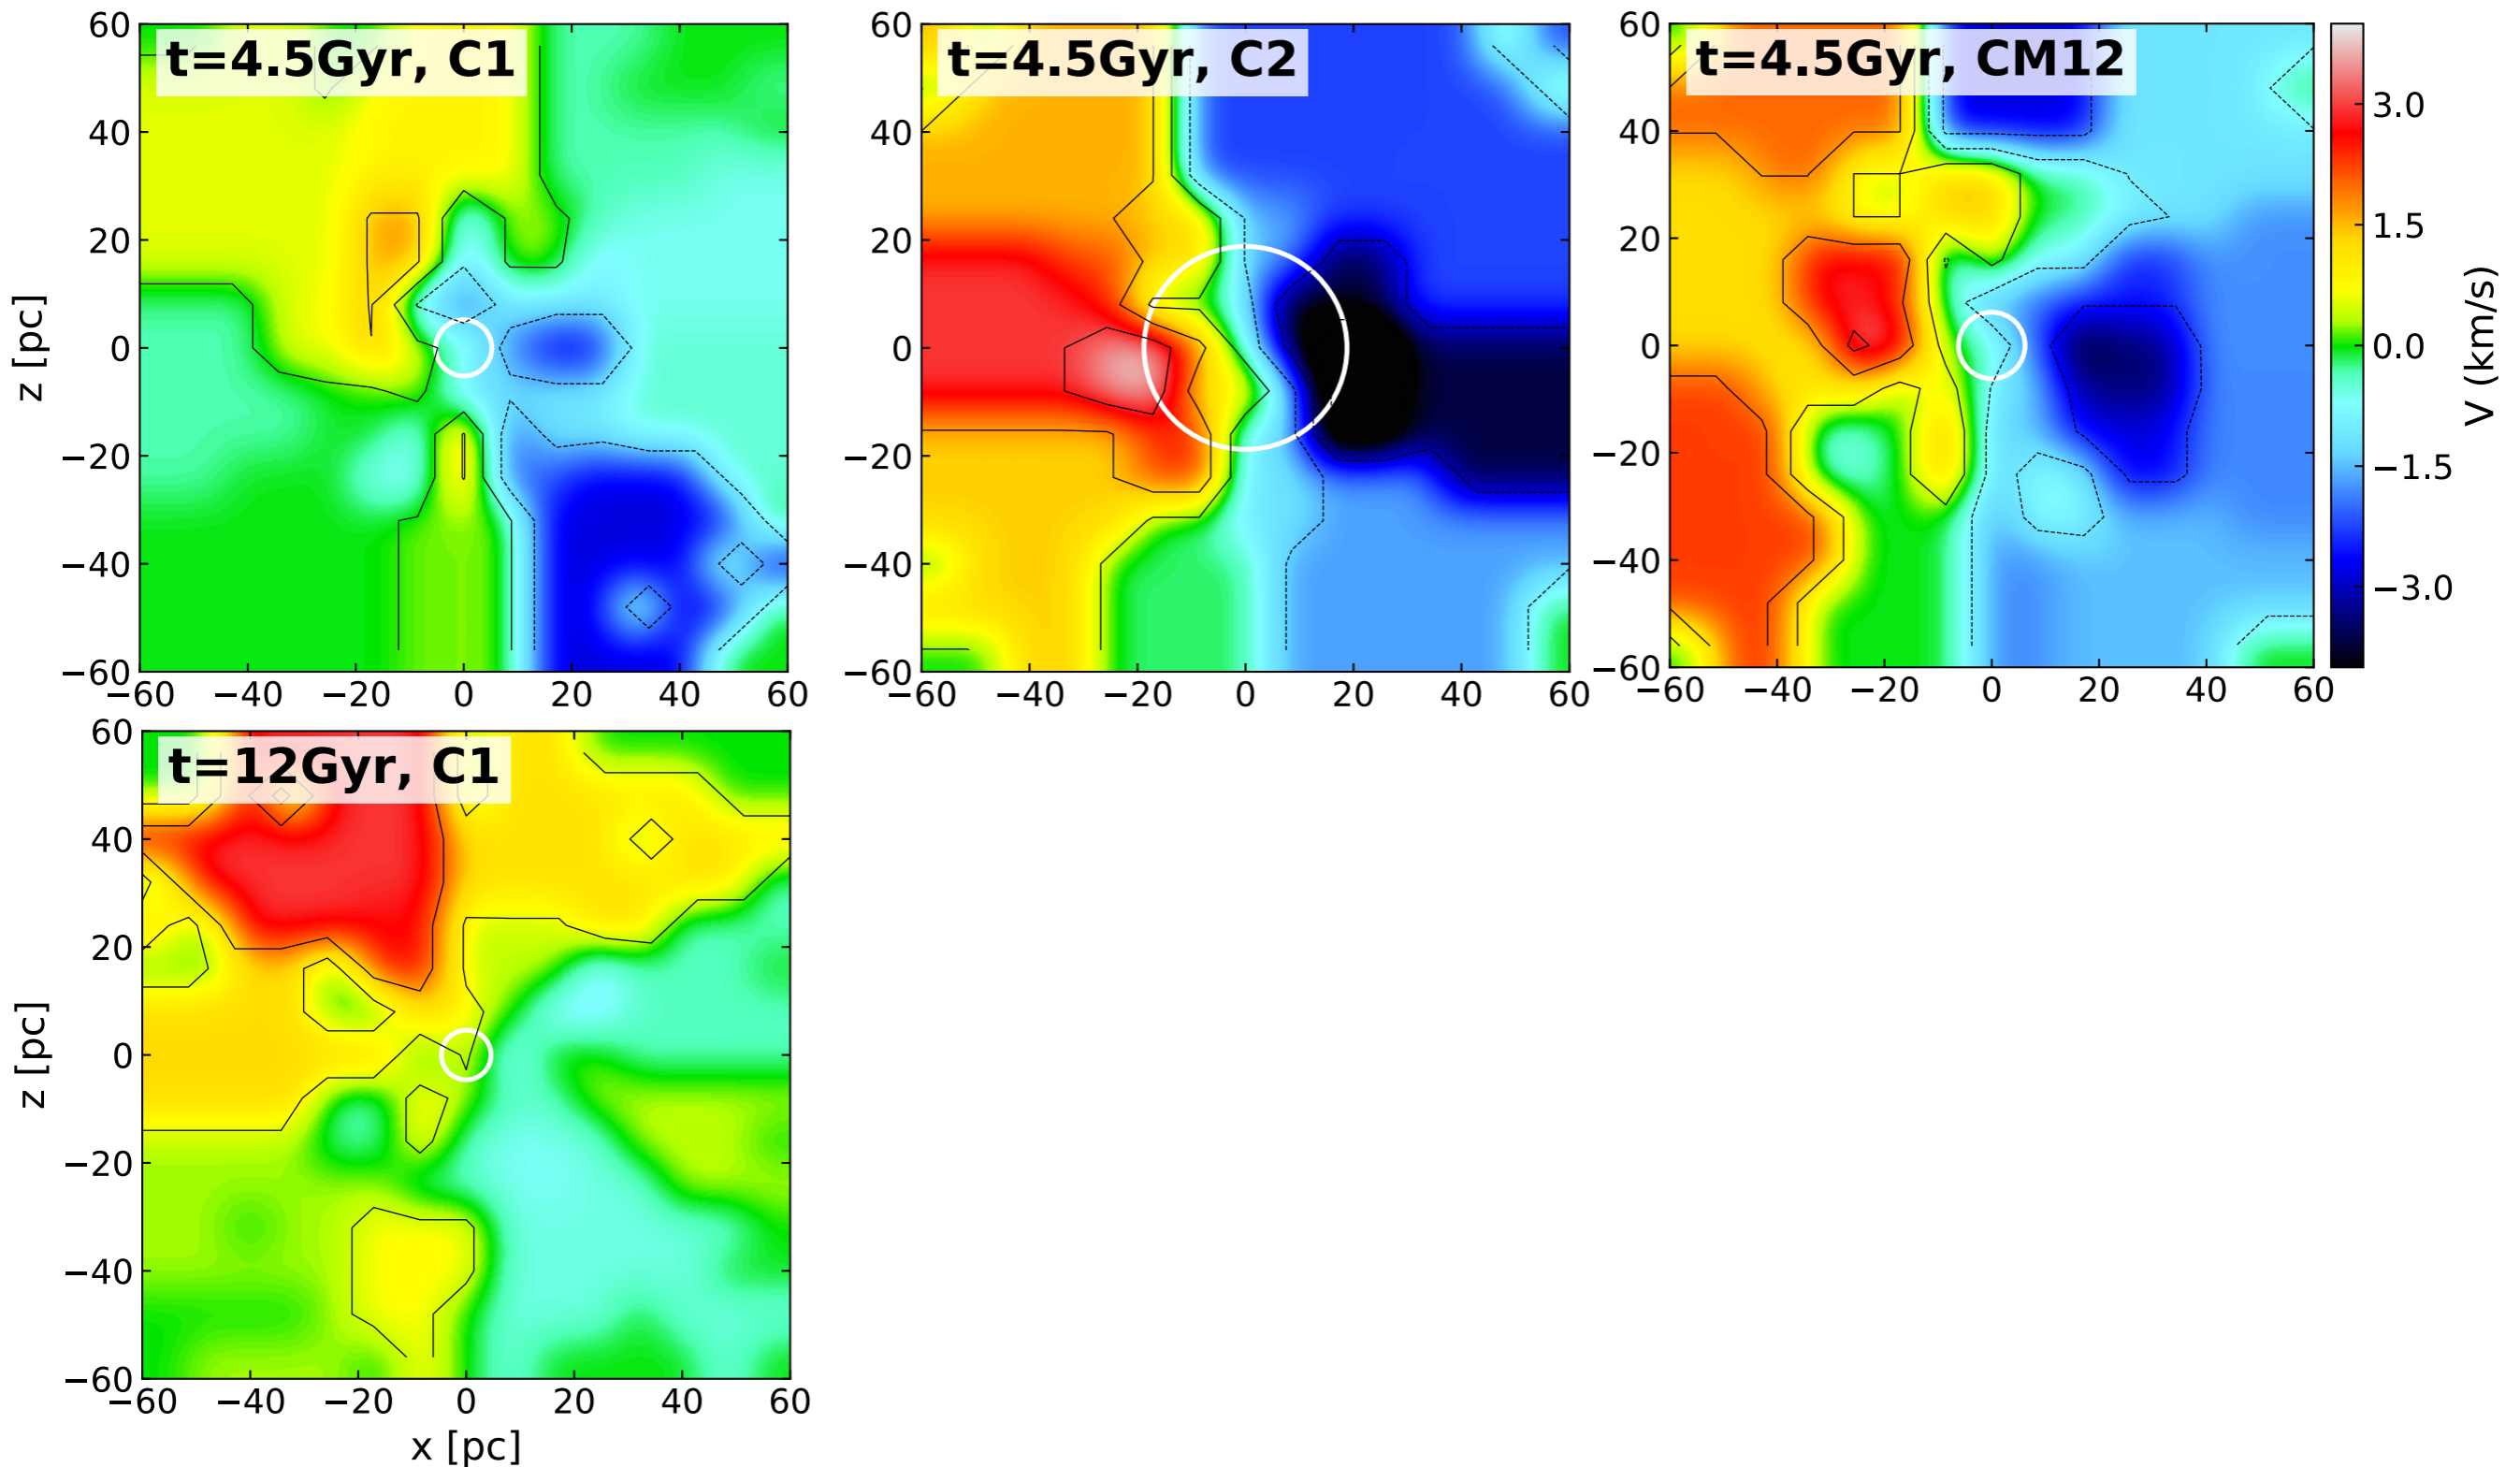 t=4.5Gyr, C1
60
40
20
0
−20
−40
−60
z [pc]
−60 −40 −20 0 20 40 60
t=4.5Gyr, C2
60
40
20
0
−20
−40
−60
−60 −40 −20 0 20 40 60
t=4.5Gyr, CM12
60
40
20
0
−20
−40
−60
−60 −40 −20 0 20 40 60
3.0
1.5
0.0
−1.5
−3.0
V (km/s)
t=12Gyr, C1
60
40
20
0
−20
−40
−60
z [pc]
−60 −40 −20 0 20 40 60
x [pc]